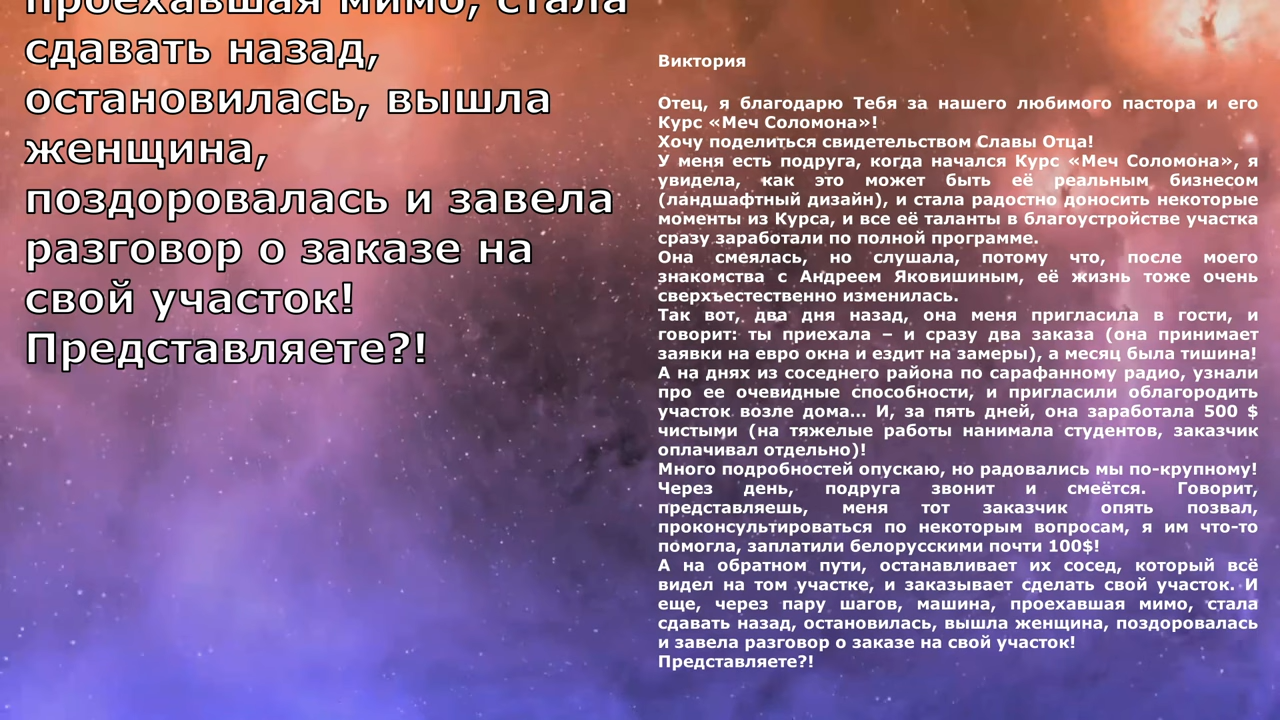 проехавшая мимо, стала
сдавать назад,
остановилась, вышла
женщина,
поздоровалась и завела
разговор о заказе на
свой участок!
Представляете?!
Виктория
Отец, я благодарю Тебя за нашего любимого пастора и его
Курс «Меч Соломона»!
Хочу поделиться свидетельством Славы Отца!
У меня есть подруга, когда начался Курс «Меч Соломона», я
увидела, как это может быть её реальным бизнесом
(ландшафтный дизайн), и стала радостно доносить некоторые
моменты из Курса, и все её таланты в благоустройстве участка
сразу заработали по полной программе.
Она смеялась, но слушала, потому что, после моего
знакомства с Андреем Яковишиным, её жизнь тоже очень
сверхъестественно изменилась.
Так вот, два дня назад, она меня пригласила в гости, и
говорит: ты приехала – и сразу два заказа (она принимает
заявки на евро окна и ездит на замеры), а месяц была тишина!
А на днях из соседнего района по сарафанному радио, узнали
про ее очевидные способности, и пригласили облагородить
участок возле дома... И, за пять дней, она заработала 500 $
чистыми (на тяжелые работы нанимала студентов, заказчик
оплачивал отдельно)!
Много подробностей опускаю, но радовались мы по-крупному!
Через день, подруга звонит и смеётся. Говорит,
представляешь, меня тот заказчик опять позвал,
проконсультироваться по некоторым вопросам, я им что-то
помогла, заплатили белорусскими почти 100$!
А на обратном пути, останавливает их сосед, который всё
видел на том участке, и заказывает сделать свой участок. И
еще, через пару шагов, машина, проехавшая мимо, стала
сдавать назад, остановилась, вышла женщина, поздоровалась
и завела разговор о заказе на свой участок!
Представляете?!